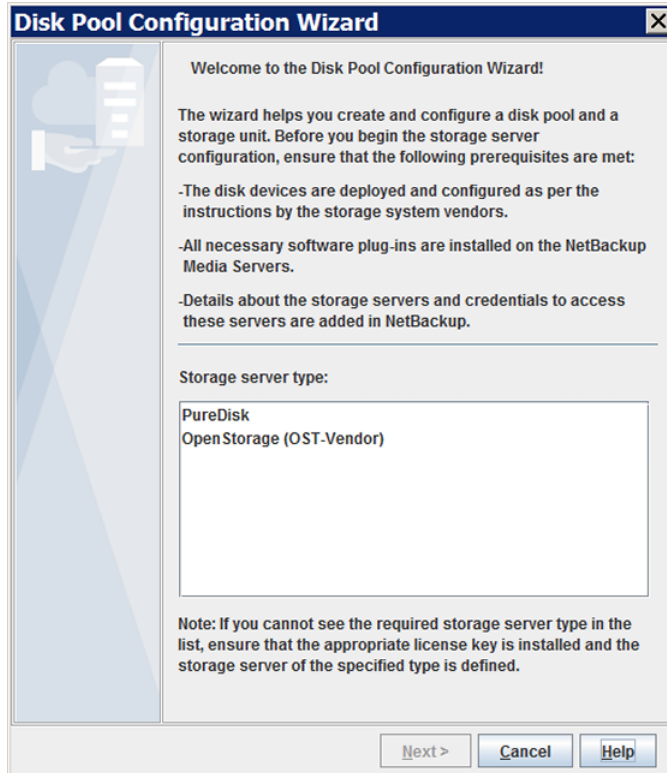 Disk Pool Configuration Wizard
Welcome to the Disk Pool Configuration Wizard!
The wizard helps you create and configure a disk pool and a
storage unit. Before you begin the storage server
configuration, ensure that the following prerequisites are met:
-The disk devices are deployed and configured as per the
instructions by the storage system vendors.
-All necessary software plug-ins are installed on the NetBackup
Media Servers.
-Details about the storage servers and credentials to access
these servers are added in NetBackup.
Storage server type:
PureDisk
OpenStorage (OST-Vendor)
Note: If you cannot see the required storage server type in the
list, ensure that the appropriate license key is installed and the
storage server of the specified type is defined.
Next >
Cancel
Help